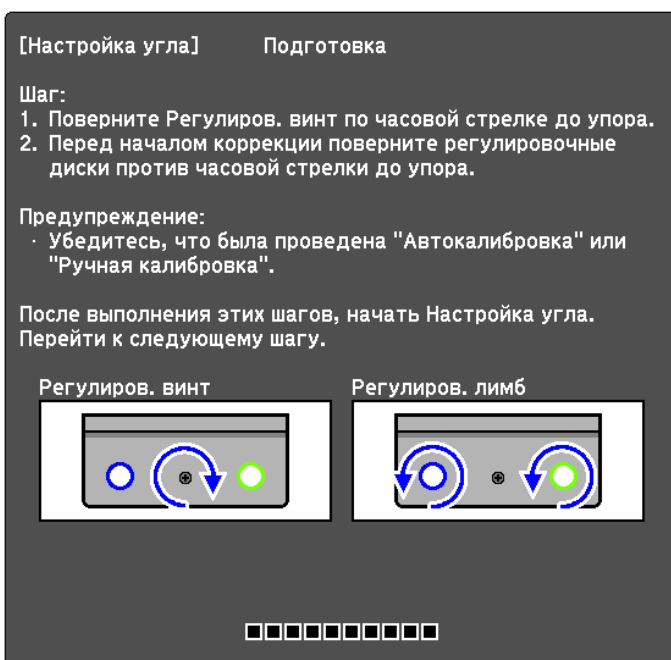 [Настройка угла] Подготовка
Шаг:
1. Поверните Регулиров. винт по часовой стрелке до упора.
2. Перед началом коррекции поверните регулировочные
диски против часовой стрелки до упора.
Предупреждение:
· Убедитесь, что была проведена "Автокалибровка" или
"Ручная калибровка".
После выполнения этих шагов, начать Настройка угла.
Перейти к следующему шагу.
Регулиров. винт
Регулиров. лимб